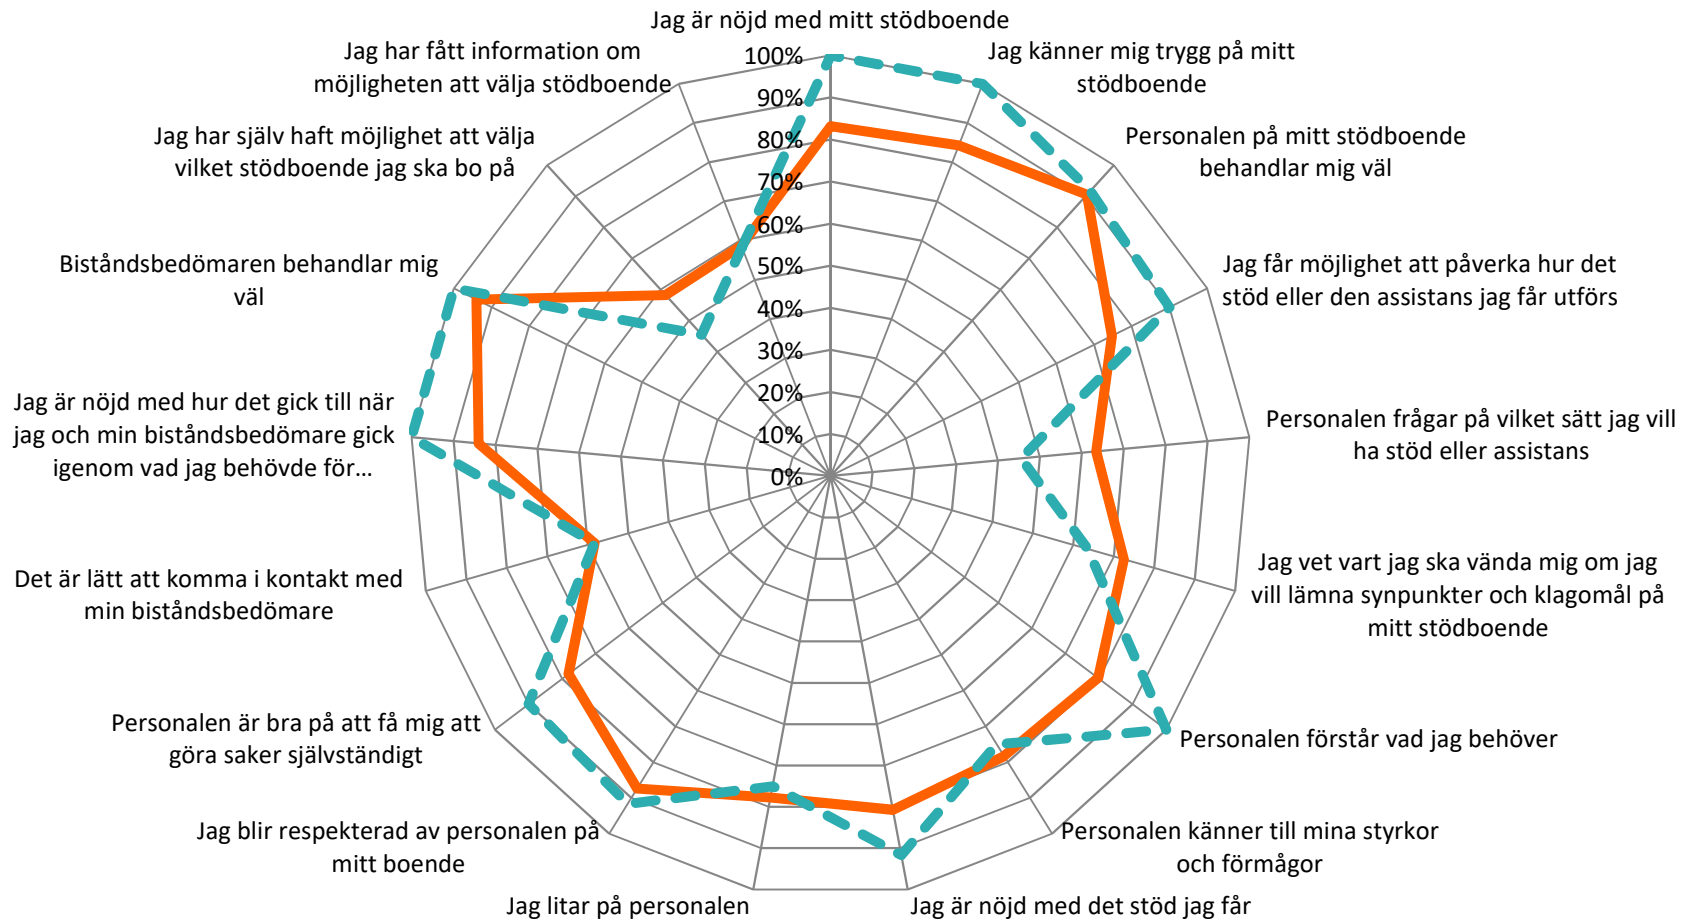 Jag är nöjd med mitt stödboende
Jag känner mig trygg på mitt
stödboende
Personalen på mitt stödboende
behandlar mig väl
Jag får möjlighet att påverka hur det
stöd eller den assistans jag får utförs
Personalen frågar på vilket sätt jag vill
ha stöd eller assistans
Jag vet vart jag ska vända mig om jag
vill lämna synpunkter och klagomål på
mitt stödboende
Personalen förstår vad jag behöver
Personalen känner till mina styrkor
och förmågor
Jag är nöjd med det stöd jag får
Jag litar på personalen
Jag blir respekterad av personalen på
mitt boende
Personalen är bra på att få mig att
göra saker självständigt
Det är lätt att komma i kontakt med
min biståndsbedömare
Jag är nöjd med hur det gick till när
jag och min biståndsbedömare gick
igenom vad jag behövde för...
Biståndsbedömaren behandlar mig
väl
Jag har själv haft möjlighet att välja
vilket stödboende jag ska bo på
Jag har fått information om
möjligheten att välja stödboende
100%
90%
80%
70%
60%
50%
40%
30%
20%
10%
0%